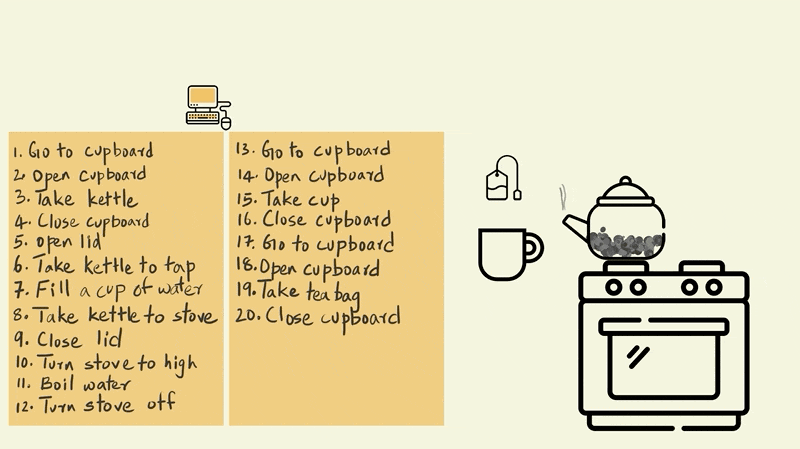 1. Go to cupboard
2. Open cupboard
3. Take kettle
4. Close cupboard
5. Open lid
6. Take kettle to tap
7. Fill a cup of water
8. Take kettle to stove
9. Close lid
10. Turn stove to high
11. Boil water
12. Turn stove off
13. Go to cupboard
14. Open cupboard
15. Take cup
16. Close cupboard
17. Go to cupboard
18. Open cupboard
19. Take tea bag
20. Close cupboard